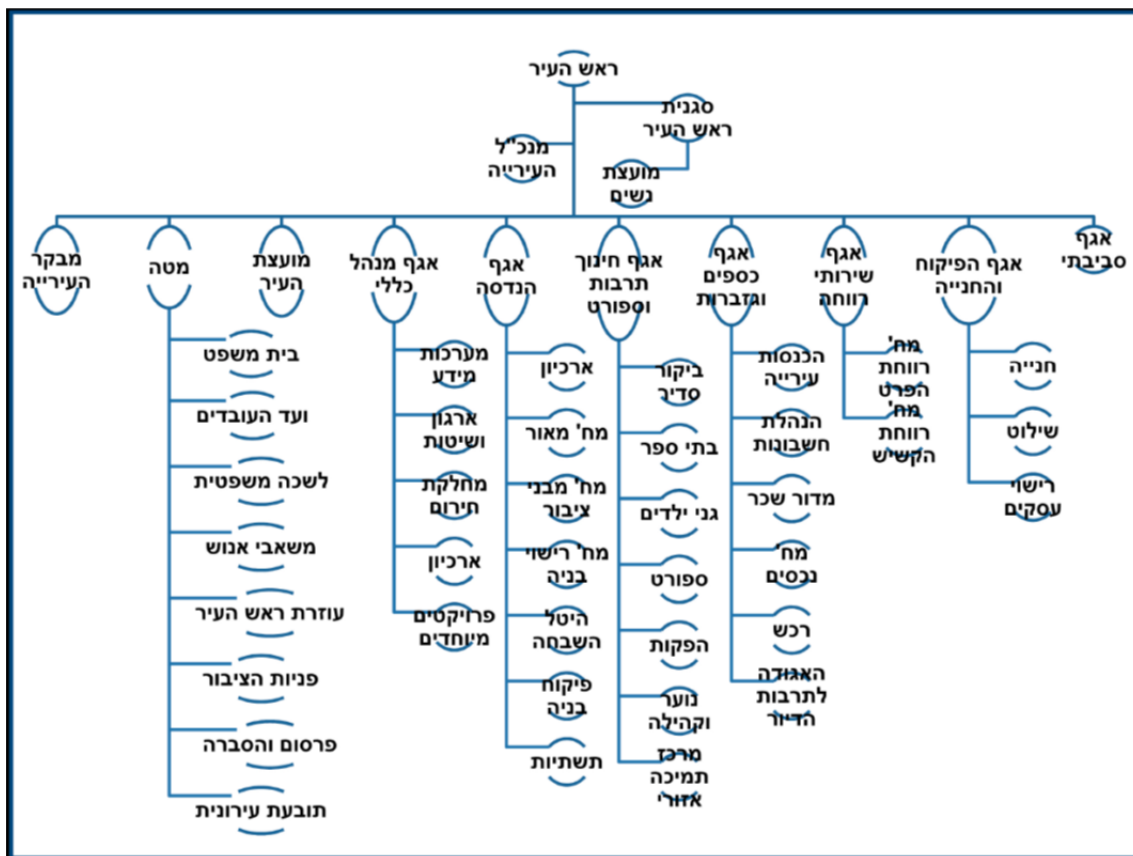 ראש העיר
סגנית
ראש העיר
מנכ"ל
העירייה
מועצת
נשים
אגף
סביבתי
אגף הפיקוח
והחנייה
אגף
שירותי
רווחה
אגף
כספים
וגזברות
אגף חינוך
תרבות
וספורט
אגף
הנדסה
אגף מנהל
כללי
מועצת
העיר
מטה
מבקר
העירייה
חנייה
שילוט
רישוי
עסקים
מח'
רווחת
הפרט
מח'
רווחת
הקשיש
הכנסות
עירייה
הנהלת
חשבונות
מדור שכר
מח'
נכסים
רכש
האגודה
לתרבות
הדיור
ביקור
סדיר
בתי ספר
גני ילדים
ספורט
הפקות
נוער
וקהילה
מרכז
תמיכה
אזורי
ארכיון
מח' מאור
מח' מבני
ציבור
מח' רישוי
בניה
היטל
השבחה
פיקוח
בניה
תשתיות
מערכות
מידע
ארגון
ושיטות
מחלקת
חירום
ארכיון
פרויקטים
מיוחדים
בית משפט
ועד העובדים
לשכה משפטית
משאבי אנוש
עוזרת ראש העיר
פניות הציבור
פרסום והסברה
תובעת עירונית